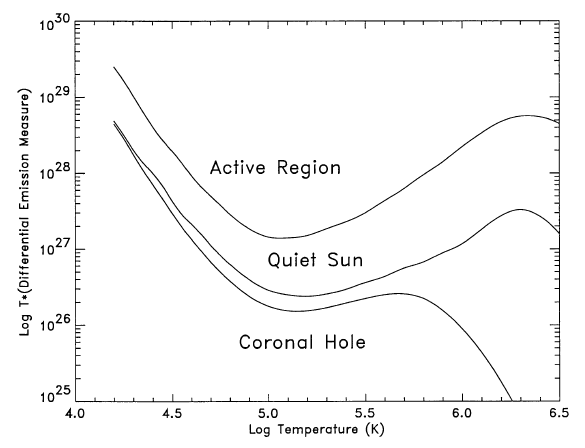 10^30
10^29
10^28
10^27
10^26
10^25
Log T*(Differential Emission Measure)
Active Region
Quiet Sun
Coronal Hole
4.0 4.5 5.0 5.5 6.0 6.5
Log Temperature (K)